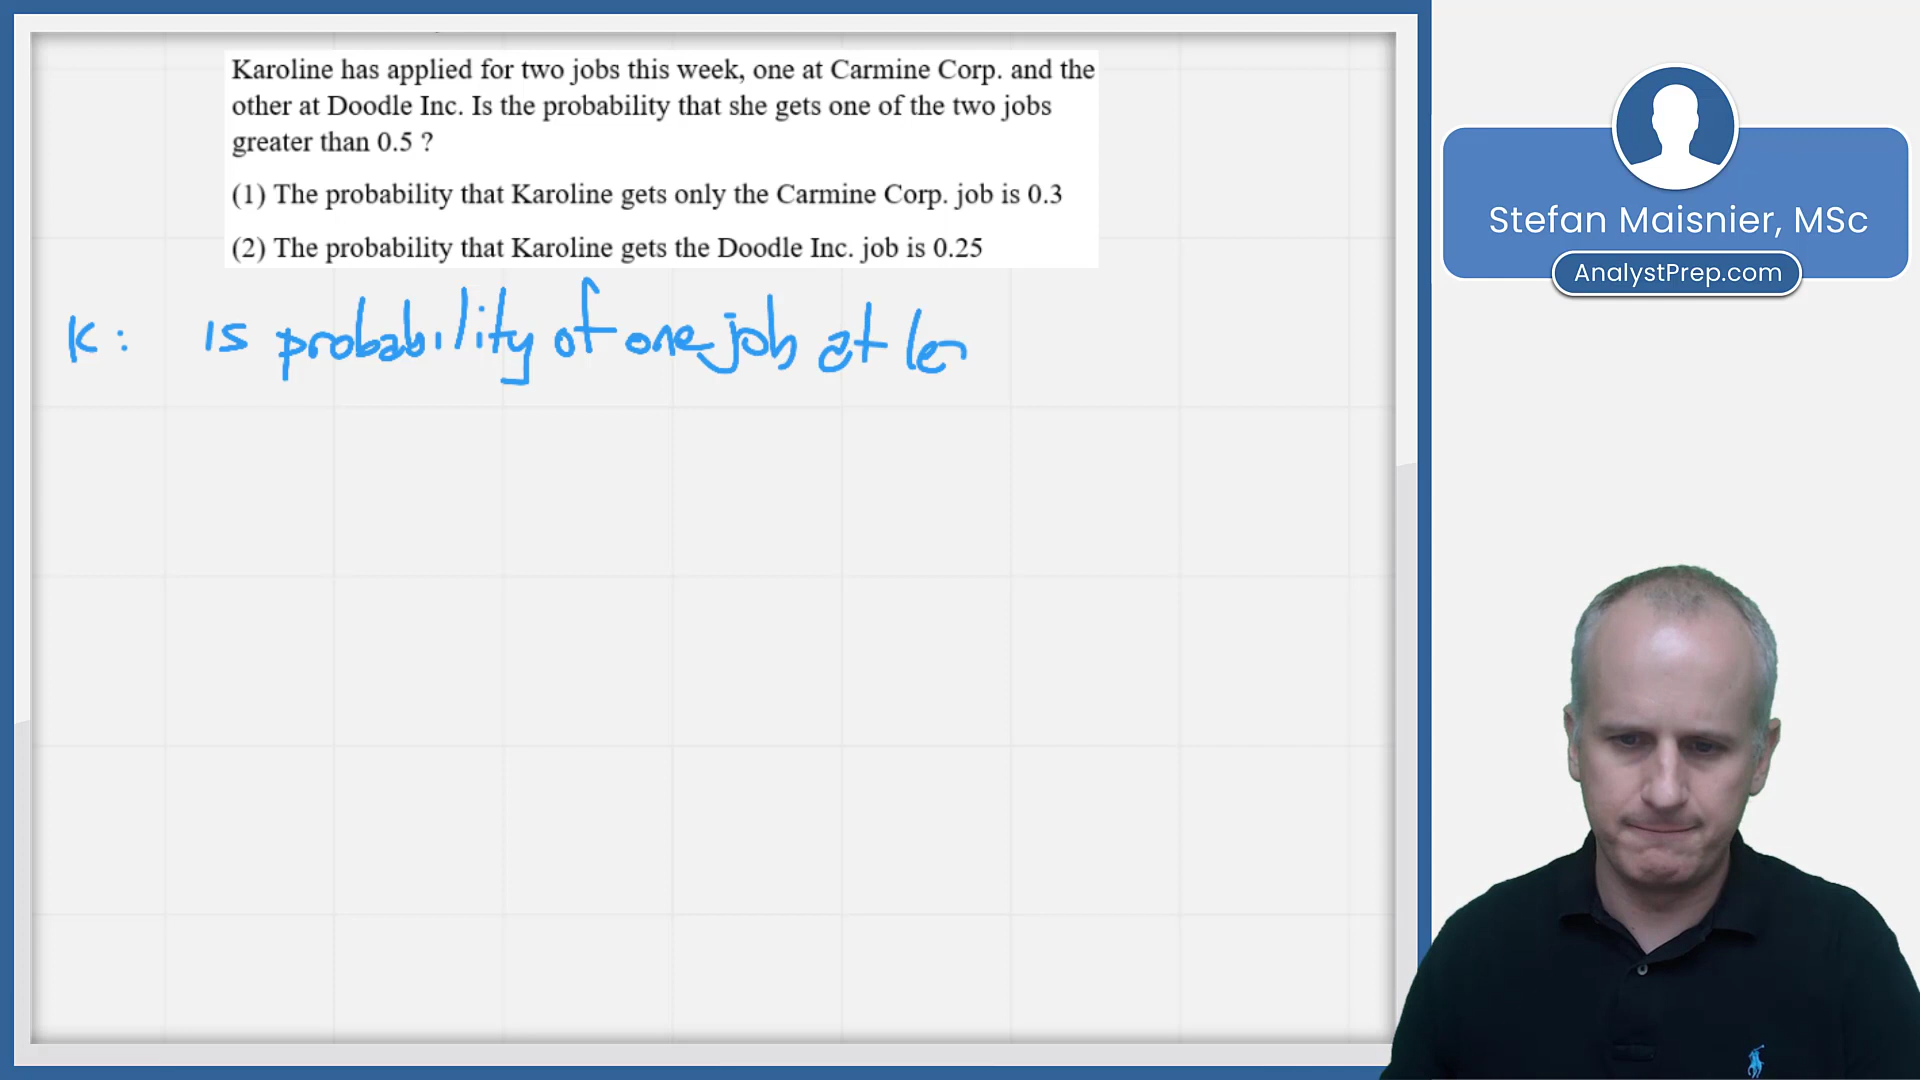 Karoline has applied for two jobs this week, one at Carmine Corp. and the
other at Doodle Inc. Is the probability that she gets one of the two jobs
greater than 0.5 ?
(1) The probability that Karoline gets only the Carmine Corp. job is 0.3
(2) The probability that Karoline gets the Doodle Inc. job is 0.25
K: Is probability of one job at le
Stefan Maisnier, MSc
AnalystPrep.com